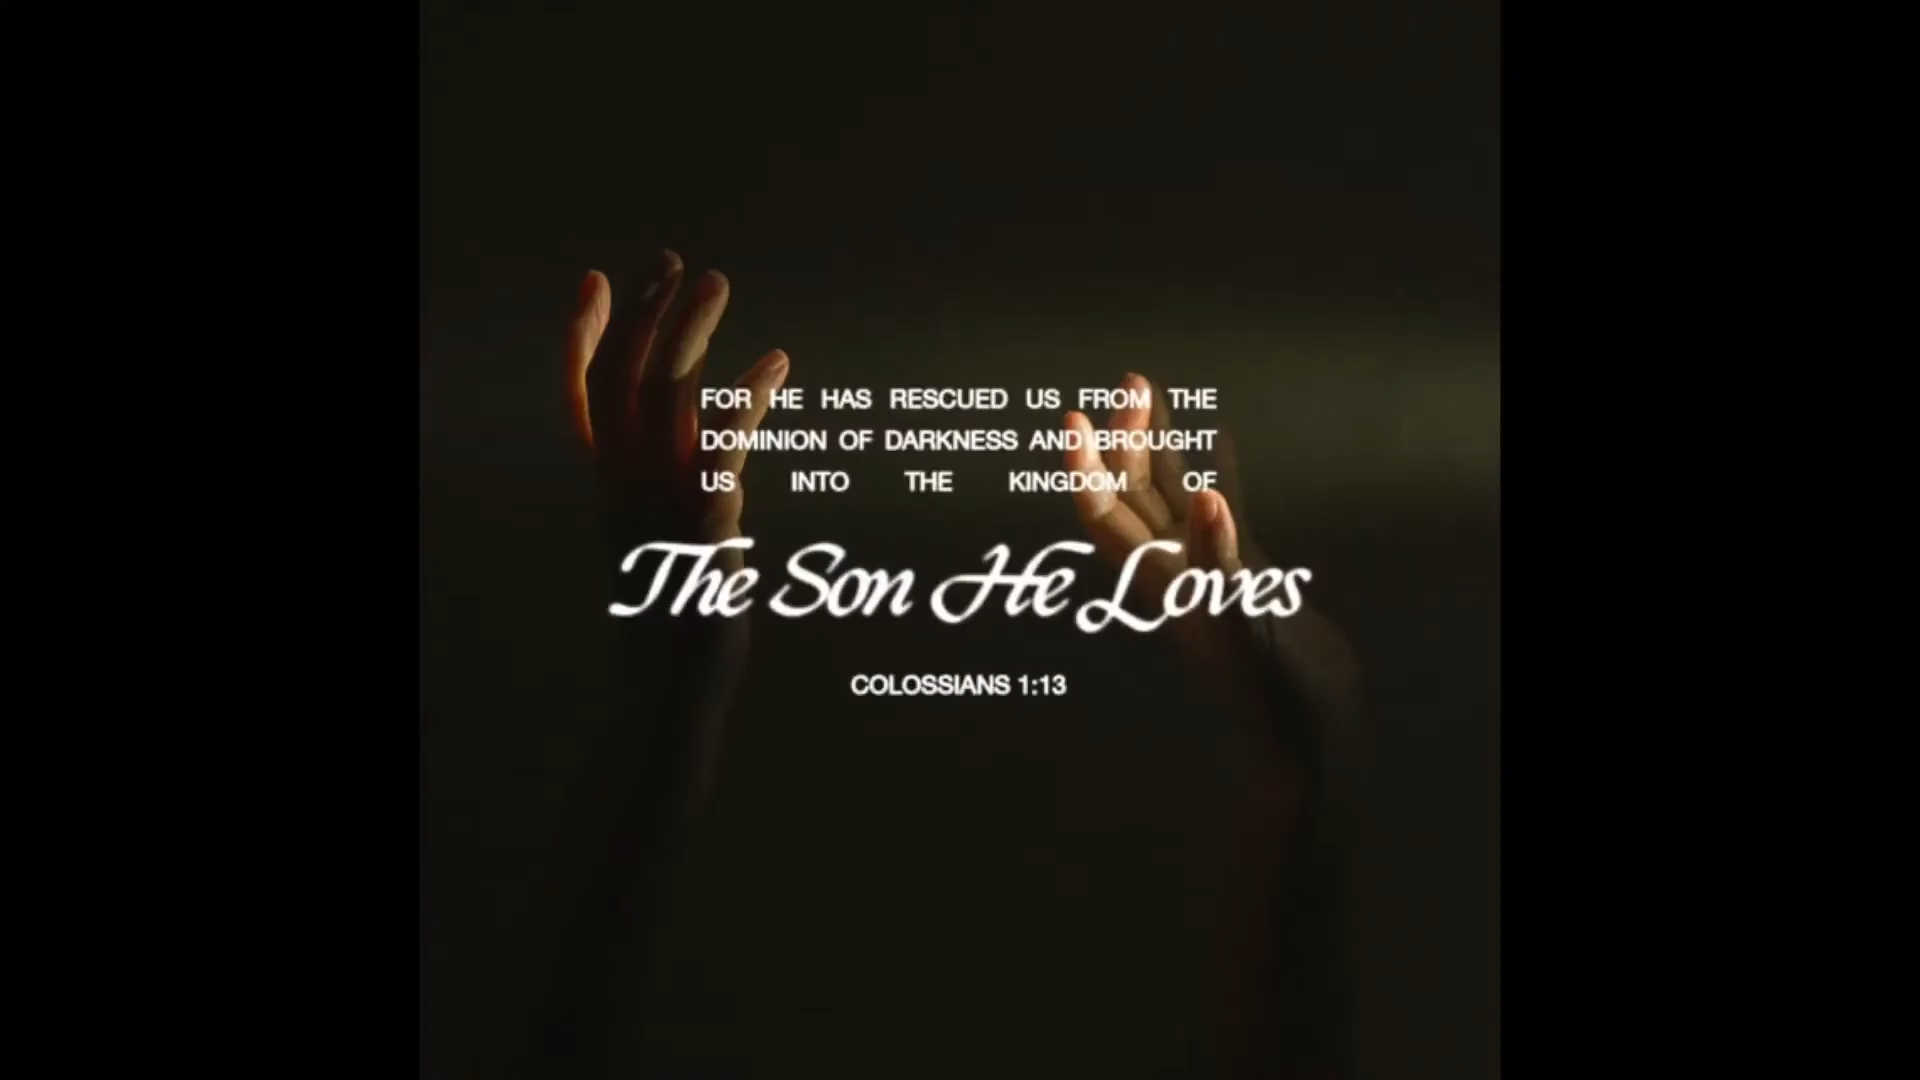 FOR HE HAS RESCUED US FROM THE
DOMINION OF DARKNESS AND BROUGHT
US INTO THE KINGDOM OF
The Son He Loves
COLOSSIANS 1:13